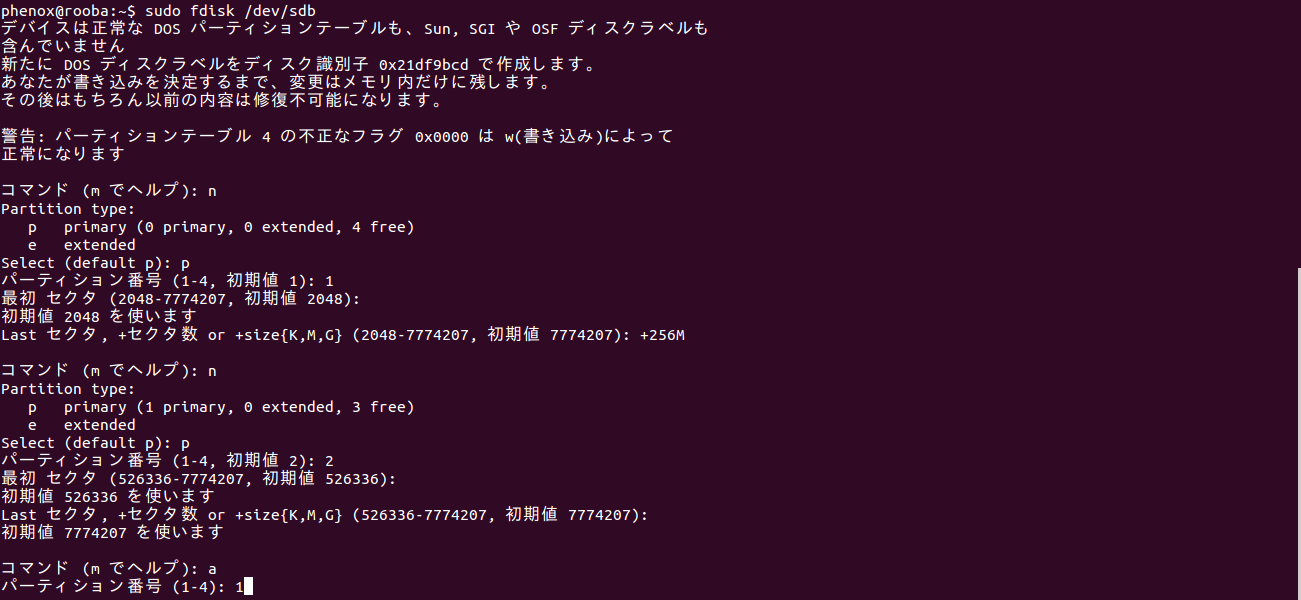 phenox@rooba:~$ sudo fdisk /dev/sdb
デバイスは正常な DOS パーティションテーブルも、Sun, SGI や OSF ディスクラベルも
含んでいません
新たに DOS ディスクラベルをディスク識別子 0x21df9bcd で作成します。
あなたが書き込みを決定するまで、変更はメモリ内だけに残します。
その後はもちろん以前の内容は修復不可能になります。
警告: パーティションテーブル 4 の不正なフラグ 0x0000 は w(書き込み)によって
正常になります
コマンド (m でヘルプ): n
Partition type:
   p   primary (0 primary, 0 extended, 4 free)
   e   extended
Select (default p): p
パーティション番号 (1-4, 初期値 1): 1
最初 セクタ (2048-7774207, 初期値 2048):
初期値 2048 を使います
Last セクタ, +セクタ数 or +size{K,M,G} (2048-7774207, 初期値 7774207): +256M
コマンド (m でヘルプ): n
Partition type:
   p   primary (1 primary, 0 extended, 3 free)
   e   extended
Select (default p): p
パーティション番号 (1-4, 初期値 2): 2
最初 セクタ (526336-7774207, 初期値 526336):
初期値 526336 を使います
Last セクタ, +セクタ数 or +size{K,M,G} (526336-7774207, 初期値 7774207):
初期値 7774207 を使います
コマンド (m でヘルプ): a
パーティション番号 (1-4): 1